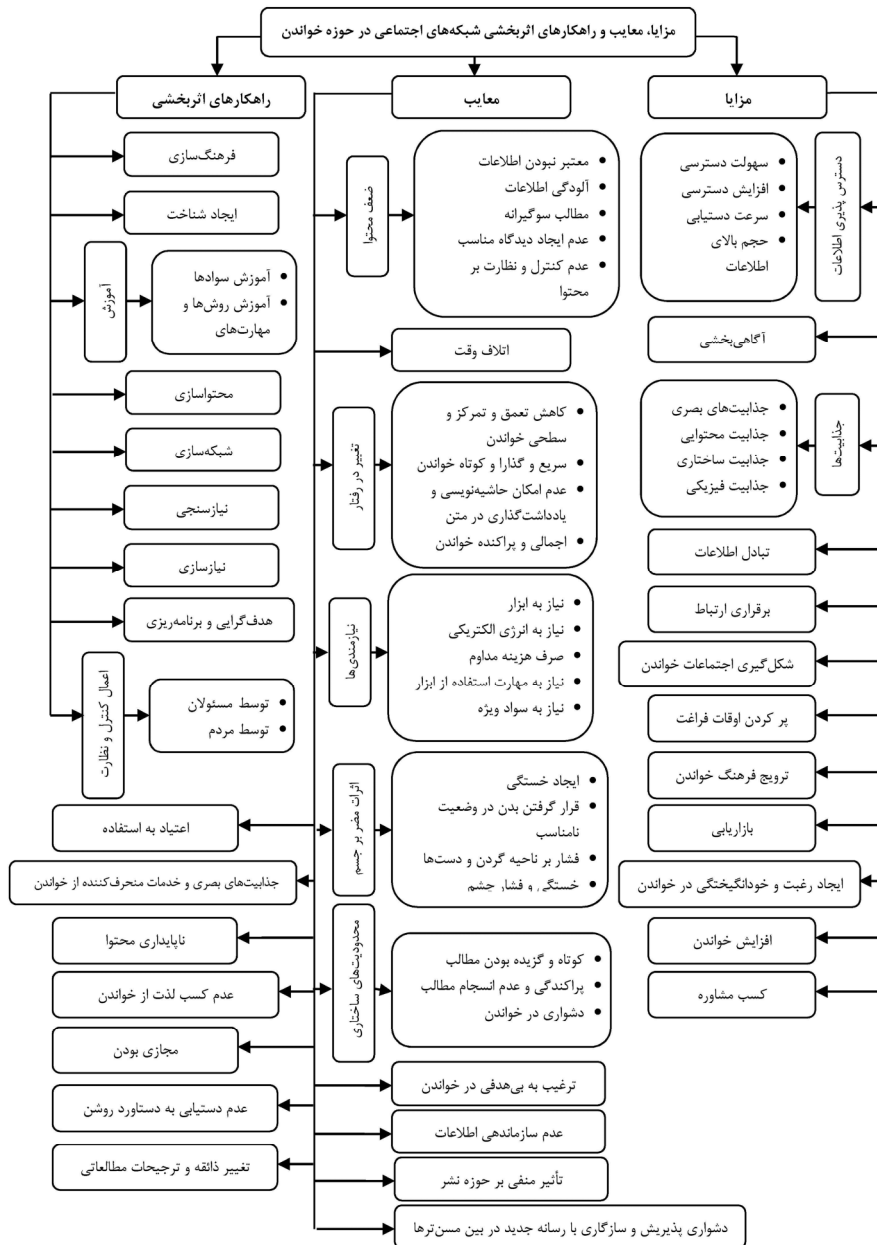 مزایا، معایب و راهکارهای اثربخشی شبکه‌های اجتماعی در حوزه خواندن
مزایا
دسترس پذیری اطلاعات
سهولت دسترسی
افزایش دسترسی
سرعت دستیابی
حجم بالای
اطلاعات
آگاهی‌بخشی
جذابیت‌ها
جذابیت‌های بصری
جذابیت محتوایی
جذابیت ساختاری
جذابیت فیزیکی
تبادل اطلاعات
برقراری ارتباط
شکل‌گیری اجتماعات خواندن
پر کردن اوقات فراغت
ترویج فرهنگ خواندن
بازاریابی
ایجاد رغبت و خودانگیختگی در خواندن
افزایش خواندن
کسب مشاوره
معایب
ضعف محتوا
معتبر نبودن اطلاعات
آلودگی اطلاعات
مطالب سوگیرانه
عدم ایجاد دیدگاه مناسب
عدم کنترل و نظارت بر
محتوا
اتلاف وقت
تغییر در رفتار
کاهش تعمق و تمرکز و
سطحی خواندن
سریع و گذارا و کوتاه خواندن
عدم امکان حاشیه‌نویسی و
یادداشت‌گذاری در متن
اجمالی و پراکنده خواندن
نیازمندی‌ها
نیاز به ابزار
نیاز به انرژی الکتریکی
صرف هزینه مداوم
نیاز به مهارت استفاده از ابزار
نیاز به سواد ویژه
اثرات مضر بر جسم
ایجاد خستگی
قرار گرفتن بدن در وضعیت
نامناسب
فشار بر ناحیه گردن و دست‌ها
خستگی و فشار چشم
محدودیت‌های ساختاری
کوتاه و گزیده بودن مطالب
پراکندگی و عدم انسجام مطالب
دشواری در خواندن
ترغیب به بی‌هدفی در خواندن
عدم سازماندهی اطلاعات
تأثیر منفی بر حوزه نشر
دشواری پذیریش و سازگاری با رسانه جدید در بین مسن‌ترها
اعتیاد به استفاده
جذابیت‌های بصری و خدمات منحرف‌کننده از خواندن
ناپایداری محتوا
عدم کسب لذت از خواندن
مجازی بودن
عدم دستیابی به دستاورد روشن
تغییر ذائقه و ترجیحات مطالعاتی
راهکارهای اثربخشی
فرهنگ‌سازی
ایجاد شناخت
آموزش
آموزش سوادها
آموزش روش‌ها و
مهارت‌های
محتواسازی
شبکه‌سازی
نیازسنجی
نیازسازی
هدف‌گرایی و برنامه‌ریزی
اعمال کنترل و نظارت
توسط مسئولان
توسط مردم